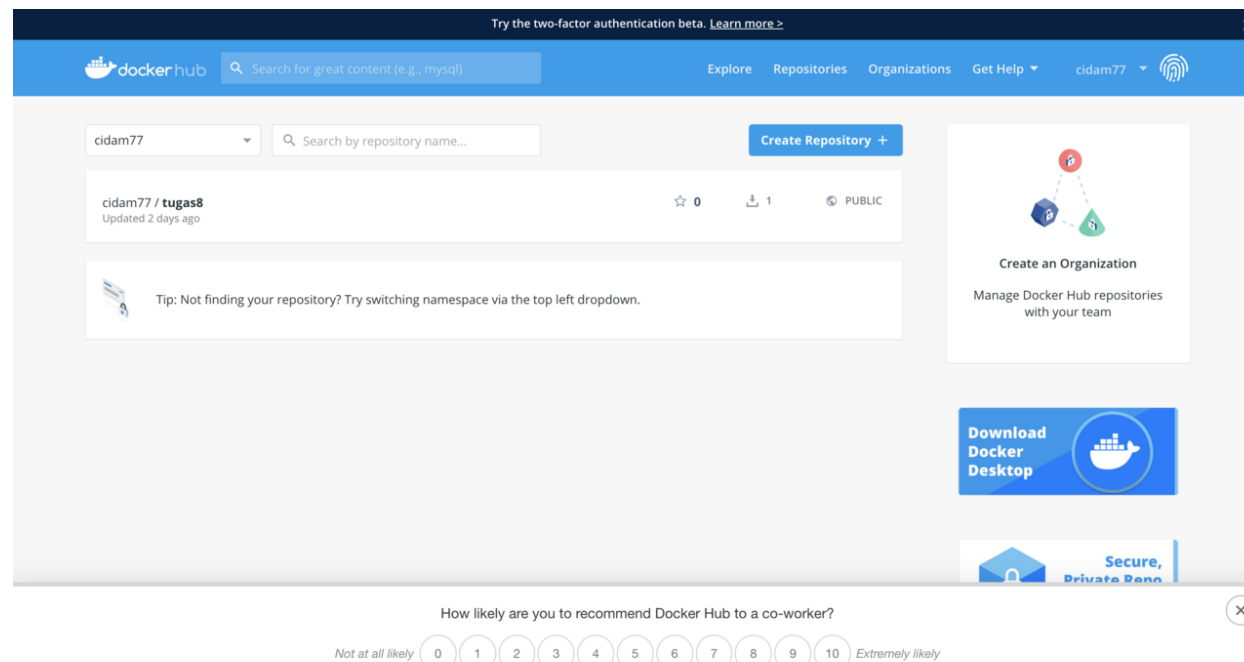 Try the two-factor authentication beta. Learn more >
dockerhub
Search for great content (e.g., mysql)
Explore Repositories Organizations Get Help cidam77
cidam77
Search by repository name...
Create Repository +
cidam77 / tugas8
Updated 2 days ago
0
1
PUBLIC
Tip: Not finding your repository? Try switching namespace via the top left dropdown.
Create an Organization
Manage Docker Hub repositories
with your team
Download
Docker
Desktop
Secure,
Private Repo
How likely are you to recommend Docker Hub to a co-worker?
Not at all likely 0 1 2 3 4 5 6 7 8 9 10 Extremely likely